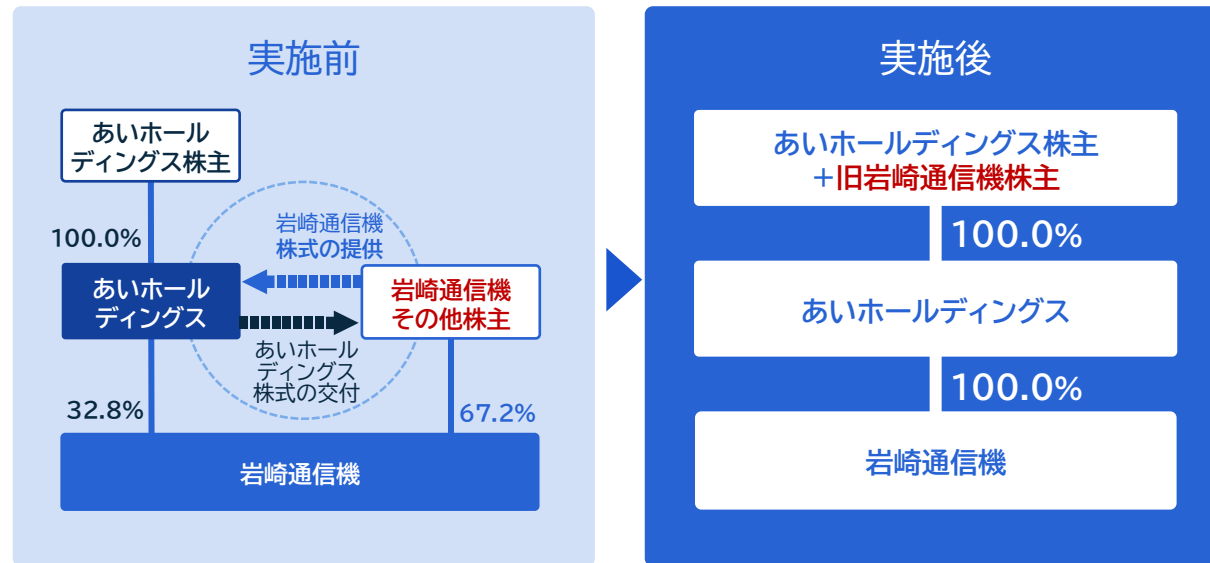 実施前
あいホール
ディングス株主
100.0%
岩崎通信機
株式の提供
あいホール
ディングス
岩崎通信機
その他株主
あいホール
ディングス
株式の交付
32.8%
67.2%
岩崎通信機
実施後
あいホールディングス株主
+旧岩崎通信機株主
100.0%
あいホールディングス
100.0%
岩崎通信機